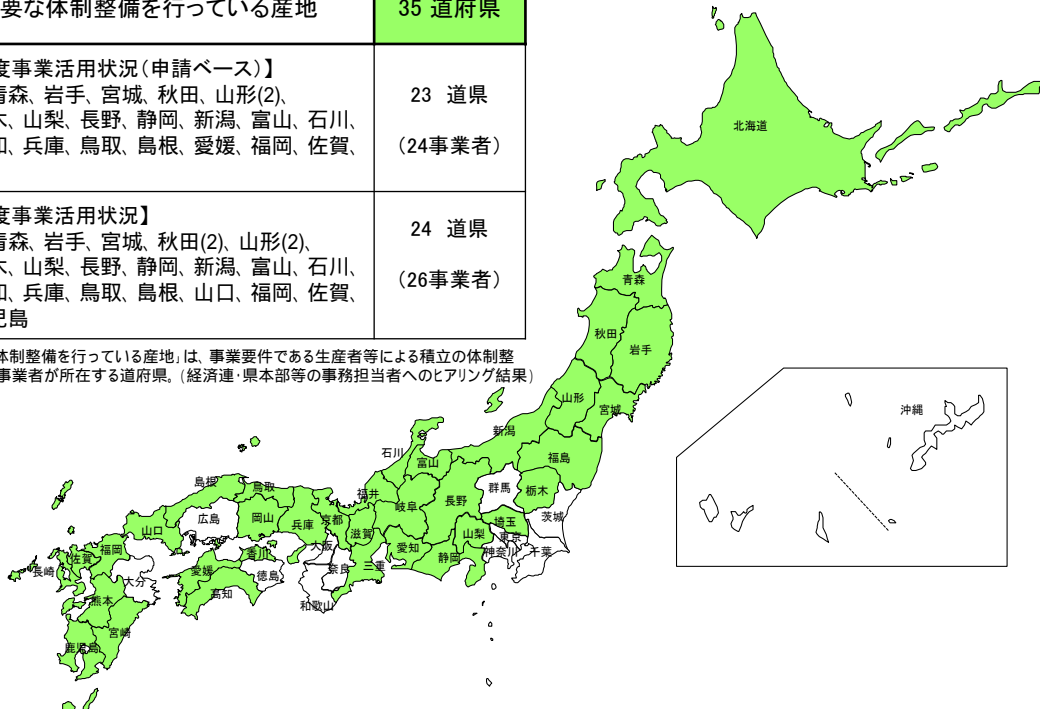 要な体制整備を行っている産地
35 道府県
度事業活用状況（申請ベース）】
青森、岩手、宮城、秋田、山形(2)、
木、山梨、長野、静岡、新潟、富山、石川、
知、兵庫、鳥取、島根、愛媛、福岡、佐賀、
23 道県
（24事業者）
度事業活用状況】
青森、岩手、宮城、秋田(2)、山形(2)、
木、山梨、長野、静岡、新潟、富山、石川、
知、兵庫、鳥取、島根、山口、福岡、佐賀、
児島
24 道県
（26事業者）
体制整備を行っている産地」は、事業要件である生産者等による積立の体制整
事業者が所在する道府県。（経済連・県本部等の事務担当者へのヒアリング結果）
北海道
青森
秋田
岩手
山形
宮城
新潟
福島
石川
富山
群馬
栃木
茨城
島根
鳥取
福井
岐阜
長野
埼玉
東京
広島
岡山
兵庫
京都
滋賀
山梨
神奈川
千葉
山口
大阪
愛知
静岡
福岡
佐賀
香川
奈良
三重
長崎
大分
愛媛
徳島
高知
和歌山
熊本
宮崎
鹿児島
沖縄